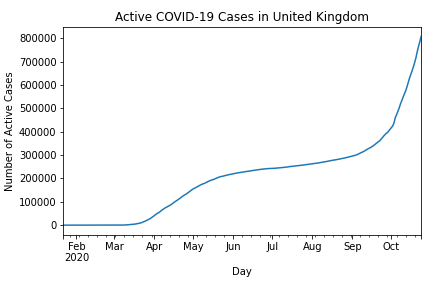 Active COVID-19 Cases in United Kingdom
800000
700000
600000
500000
400000
300000
200000
100000
0
Number of Active Cases
Feb Mar Apr May Jun Jul Aug Sep Oct
2020
Day